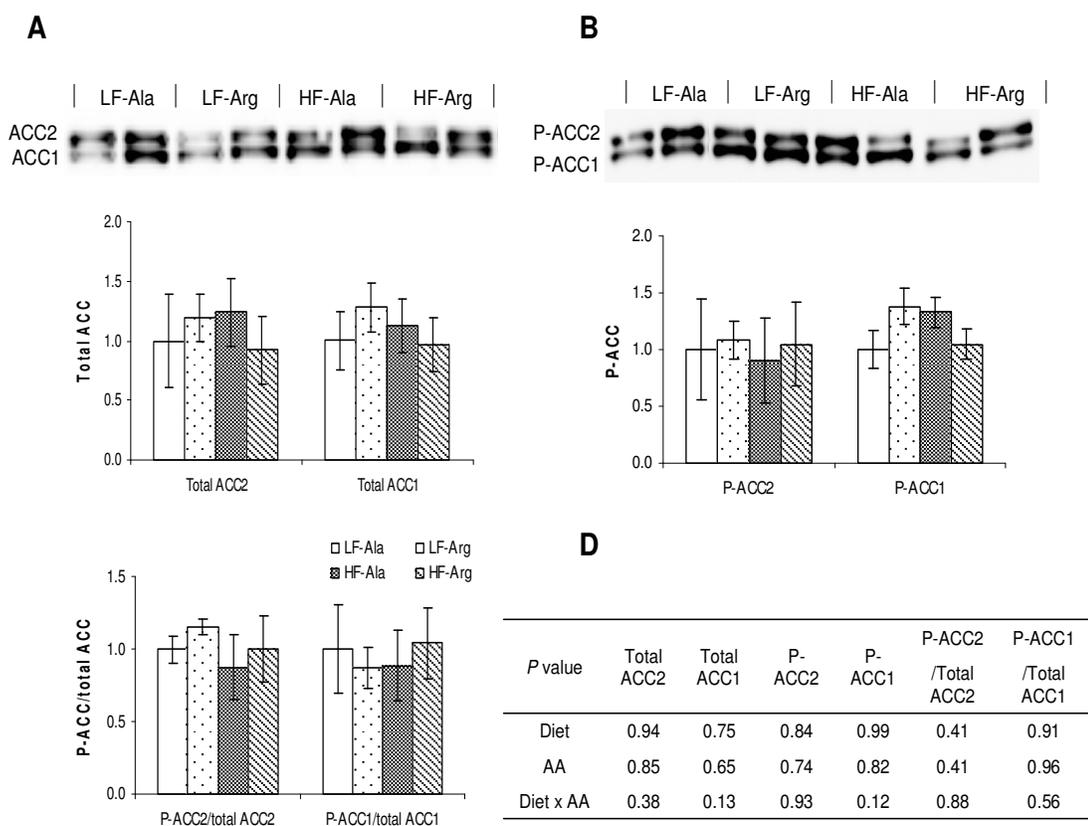 A
| LF-Ala | LF-Arg | HF-Ala | HF-Arg |
ACC2
ACC1
Total ACC
2.0
1.5
1.0
0.5
0.0
Total ACC2 Total ACC1
B
| LF-Ala | LF-Arg | HF-Ala | HF-Arg |
P-ACC2
P-ACC1
P-ACC
2.0
1.5
1.0
0.5
0.0
P-ACC2 P-ACC1
LF-Ala LF-Arg
HF-Ala HF-Arg
P-ACC/total ACC
1.5
1.0
0.5
0.0
P-ACC2/total ACC2 P-ACC1/total ACC1
D
P value Total ACC2 Total ACC1 P-ACC2 P-ACC1 P-ACC2/Total ACC2 P-ACC1/Total ACC1
Diet 0.94 0.75 0.84 0.99 0.41 0.91
AA 0.85 0.65 0.74 0.82 0.41 0.96
Diet x AA 0.38 0.13 0.93 0.12 0.88 0.56